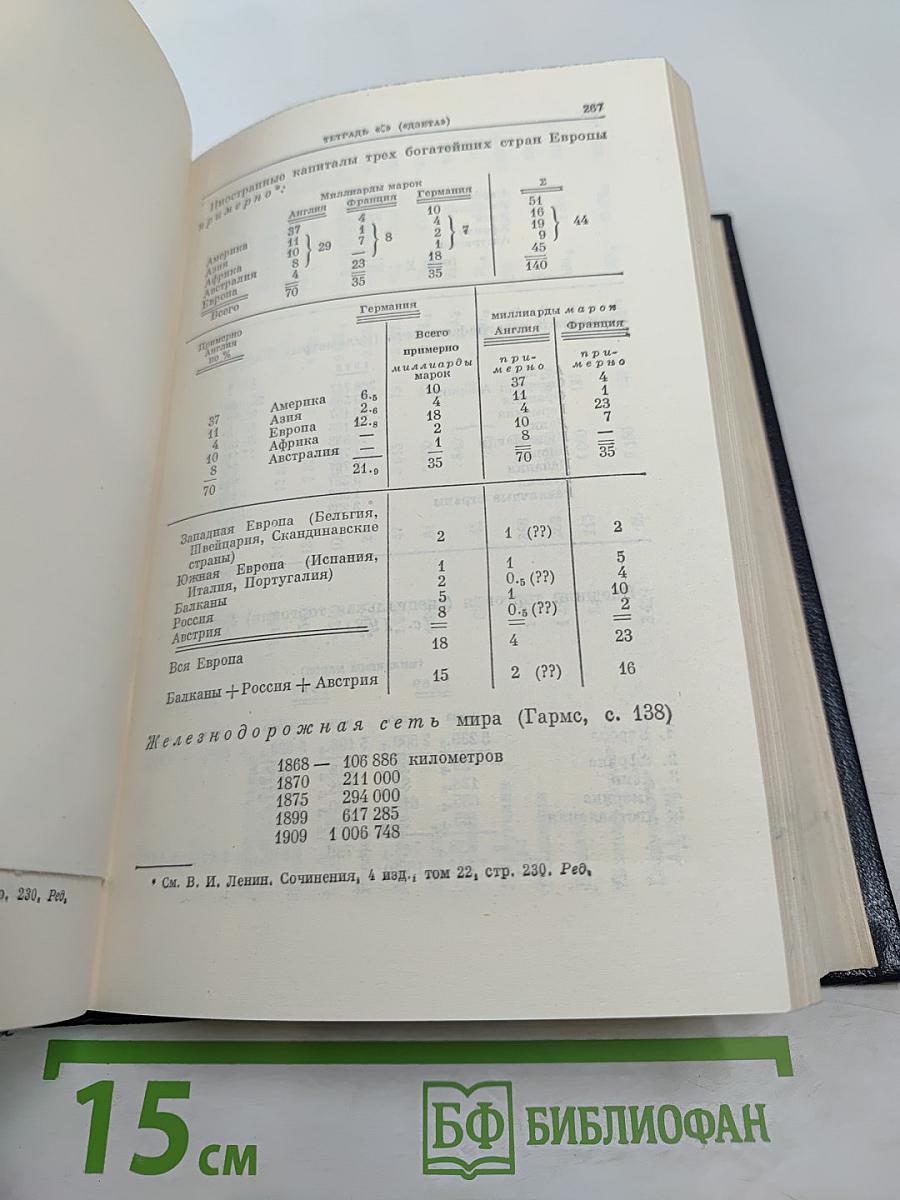 267
ТЕТРАДЬ «ζ» («ДЗЕТА»)
Иностранные капиталы трех богатейших стран Европы
примерно*:
Миллиарды марок
Англия Франция Германия Σ
Америка 37 4 10 51
Азия 11 1 4 16
Африка 10 } 29 7 } 8 2 } 7 19 } 44
Австралия 8 — 1 9
Европа 4 23 18 45
Всего 70 35 35 140
Примерно
Англия
по %
Германия
Всего
примерно
миллиарды
марок
миллиарды марок
Англия Франция
при-
мерно
при-
мерно
37 Америка 6.5 10 37 4
11 Азия 2.6 4 11 1
4 Европа 12.8 18 4 23
10 Африка — 2 10 7
8 Австралия — 1 8 —
70 21.9 35 70 35
Западная Европа (Бельгия,
Швейцария, Скандинавские
страны) 2 1 (??) 2
Южная Европа (Испания,
Италия, Португалия) 1 1 5
Балканы 2 0.5 (??) 4
Россия 5 1 10
Австрия 8 0.5 (??) 2
Вся Европа 18 4 23
Балканы + Россия + Австрия 15 2 (??) 16
Железнодорожная сеть мира (Гармс, с. 138)
1868 — 106 886 километров
1870 211 000
1875 294 000
1899 617 285
1909 1 006 748
* См. В. И. Ленин. Сочинения, 4 изд., том 22, стр. 230. Ред.
р. 230. Ред.
15 см
БФ БИБЛИОФАН